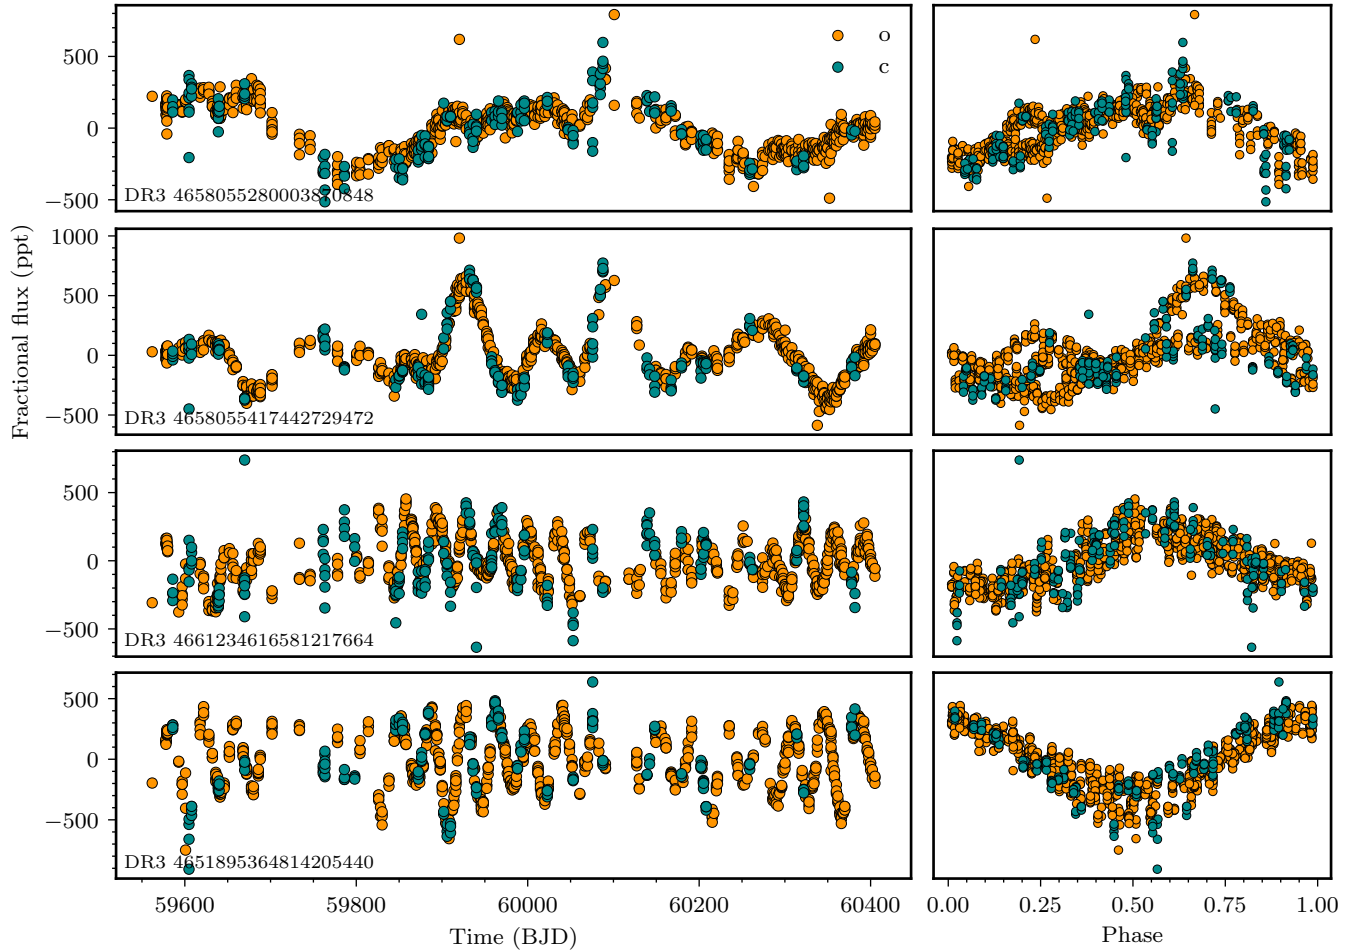 o
c
500
0
−500
DR3 4658055280003870848
1000
500
0
−500
DR3 4658055417442729472
500
0
−500
DR3 4661234616581217664
500
0
−500
DR3 4651895364814205440
Fractional flux (ppt)
59600 59800 60000 60200 60400
Time (BJD)
0.00 0.25 0.50 0.75 1.00
Phase